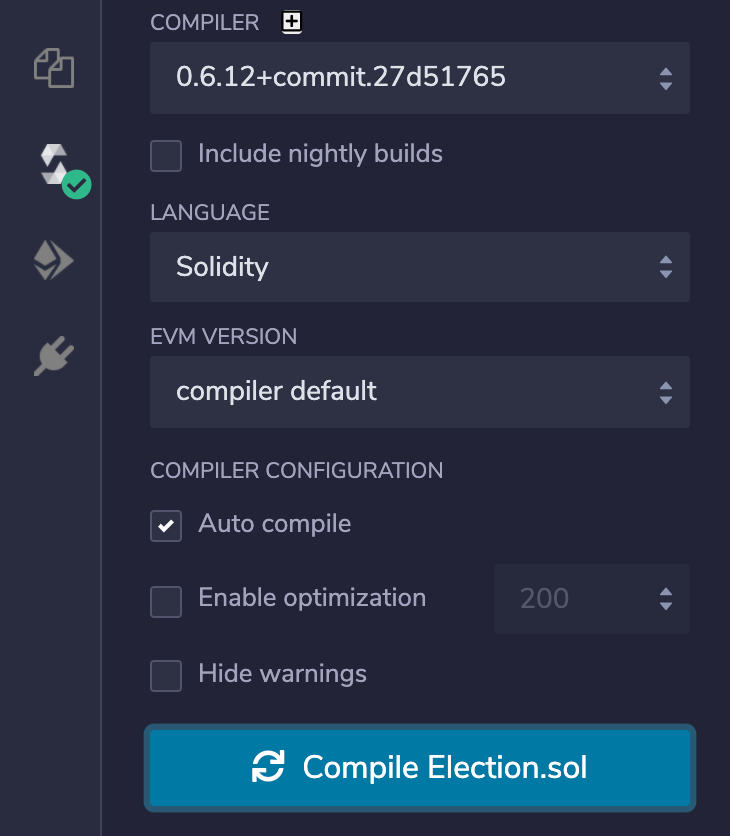 COMPILER
0.6.12+commit.27d51765
Include nightly builds
LANGUAGE
Solidity
EVM VERSION
compiler default
COMPILER CONFIGURATION
Auto compile
Enable optimization 200
Hide warnings
Compile Election.sol